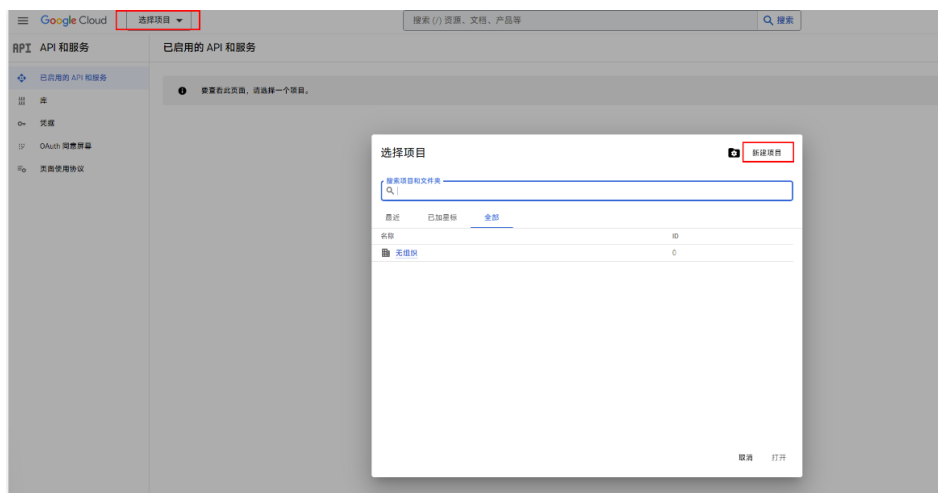 Google Cloud 选择项目 搜索 (/) 资源、文档、产品等 搜索
API API 和服务 已启用的 API 和服务
已启用的 API 和服务
要查看此页面，请选择一个项目。
库
凭据
OAuth 同意屏幕
页面使用协议
选择项目 新建项目
搜索项目和文件夹
最近 已加星标 全部
名称 ID
无组织 0
取消 打开